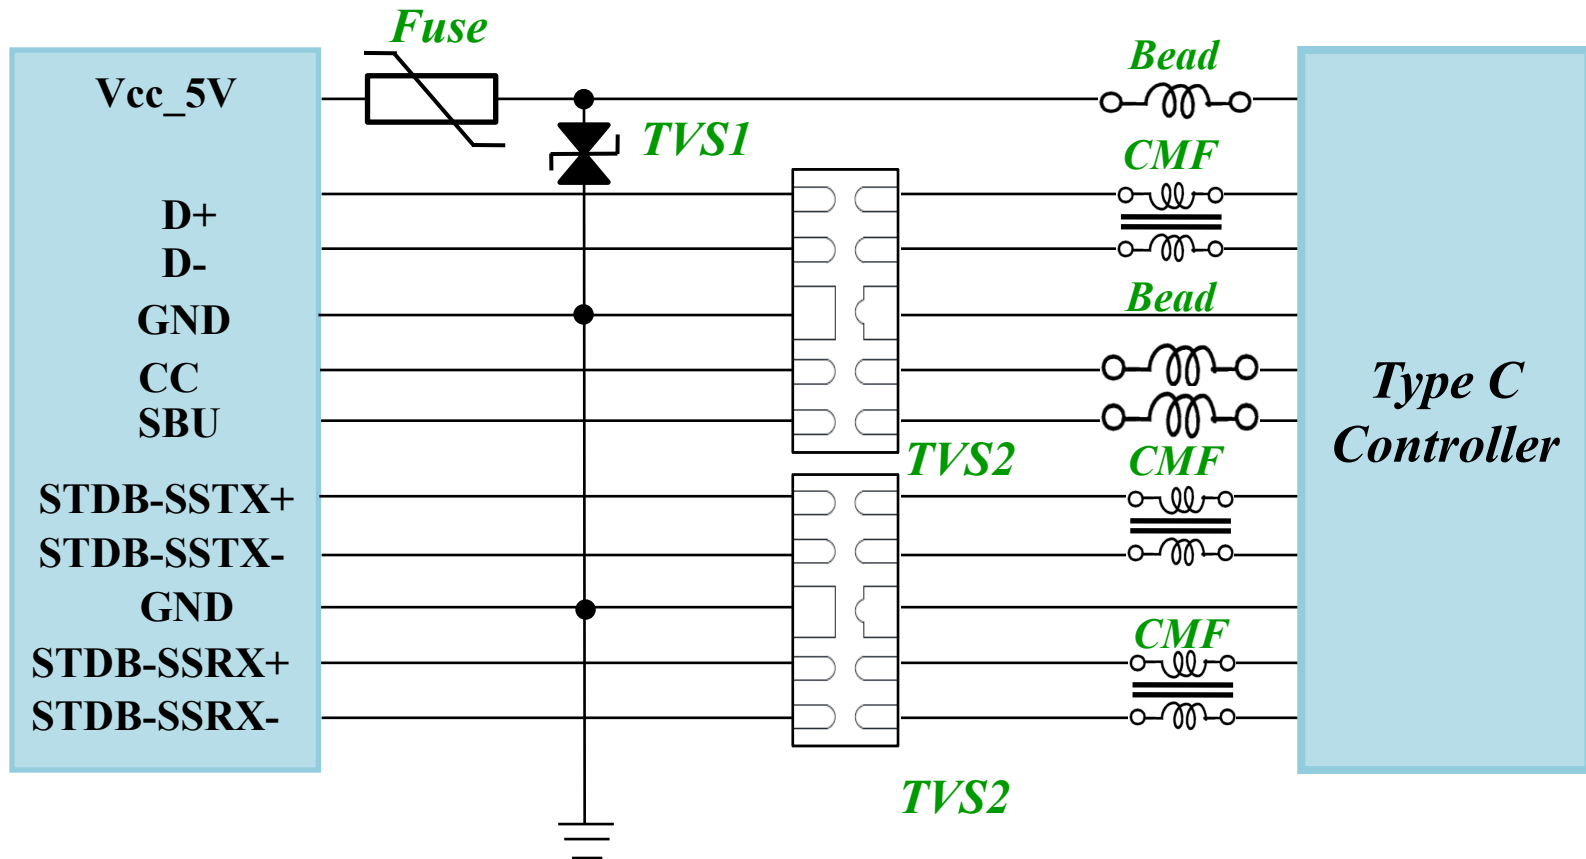 Fuse
Bead
Vcc_5V
TVS1
CMF
D+
D-
Bead
GND
CC
Type C
SBU
Controller
TVS2
CMF
STDB-SSTX+
STDB-SSTX-
GND
CMF
STDB-SSRX+
STDB-SSRX-
TVS2